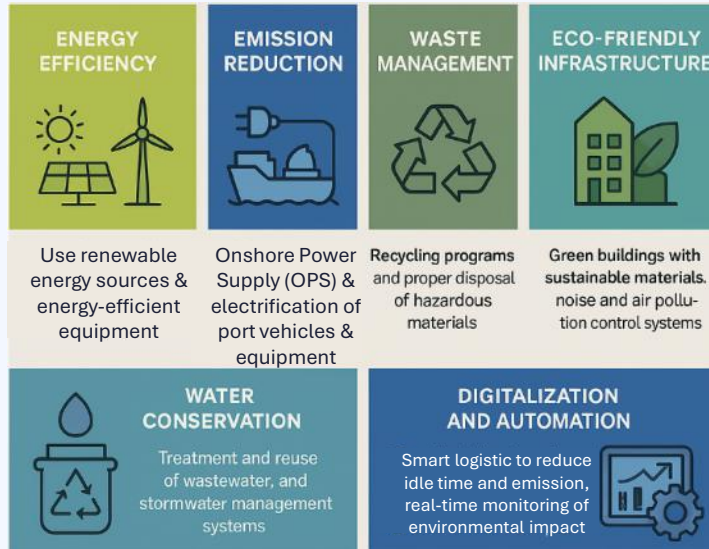 ENERGY
EFFICIENCY
EMISSION
REDUCTION
WASTE
MANAGEMENT
ECO-FRIENDLY
INFRASTRUCTURE
Use renewable
energy sources &
energy-efficient
equipment
Onshore Power
Supply (OPS) &
electrification of
port vehicles &
equipment
Recycling programs
and proper disposal
of hazardous
materials
Green buildings with
sustainable materials.
noise and air pollu-
tion control systems
WATER
CONSERVATION
Treatment and reuse
of wastewater, and
stormwater management
systems
DIGITALIZATION
AND AUTOMATION
Smart logistic to reduce
idle time and emission,
real-time monitoring of
environmental impact